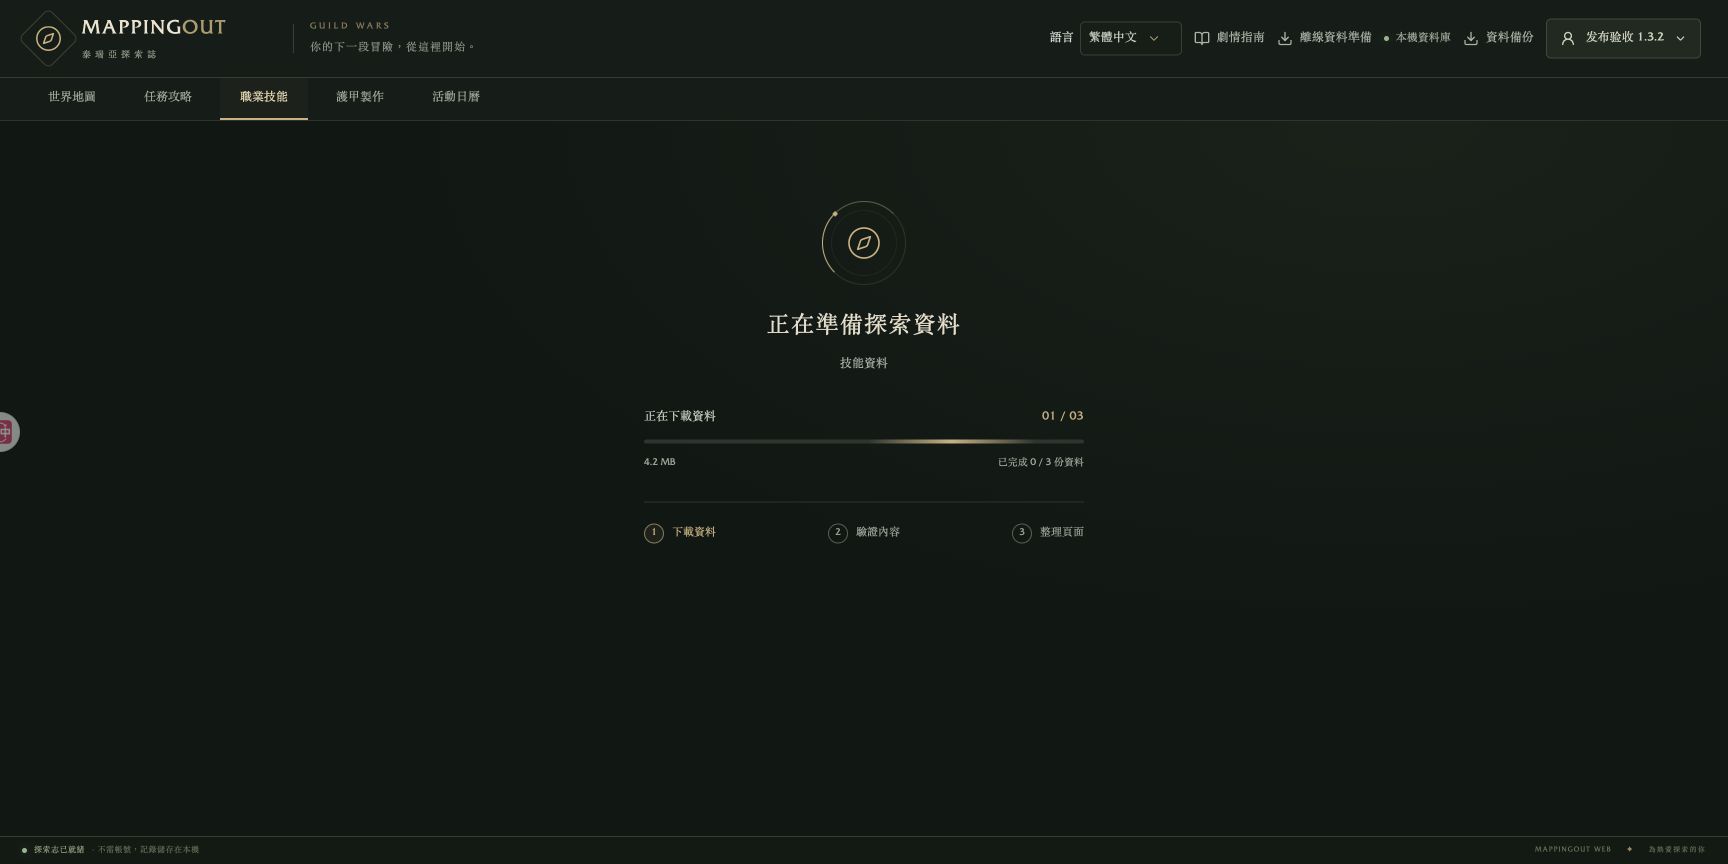 MAPPINGOUT
泰瑞亞探索誌
GUILD WARS
你的下一段冒險，從這裡開始。
語言
繁體中文
劇情指南
離線資料準備
本機資料庫
資料備份
发布验收 1.3.2
世界地圖
任務攻略
職業技能
護甲製作
活動日曆
正在準備探索資料
技能資料
正在下載資料
01 / 03
4.2 MB
已完成 0 / 3 份資料
1 下載資料
2 驗證內容
3 整理頁面
中
探索志已就緒 · 不需帳號，記錄儲存在本機
MAPPINGOUT WEB ✦ 為熱愛探索的你